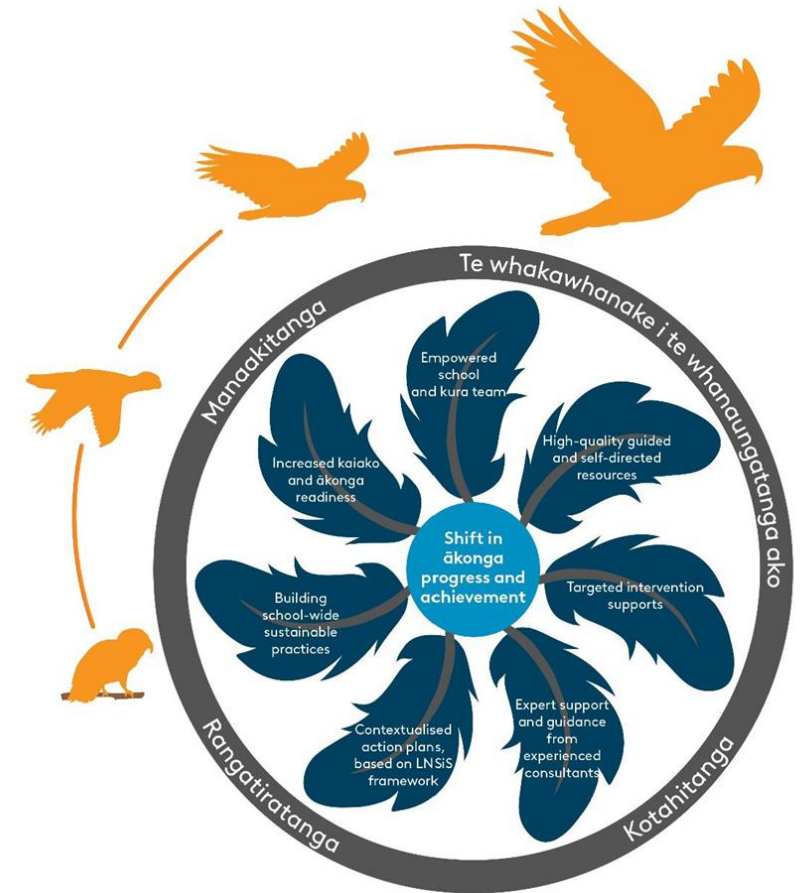 Te whakawhanake i te whanaungatanga ako
Manaakitanga
Empowered
school
and kura team
High-quality guided
and self-directed
resources
Increased kaiako
and ākonga
readiness
Shift in
ākonga
progress and
achievement
Targeted intervention
supports
Building
school-wide
sustainable
practices
Expert support
and guidance
from
experienced
consultants
Contextualised
action plans,
based on LNSiS
framework
Rangatiratanga
Kotahitanga